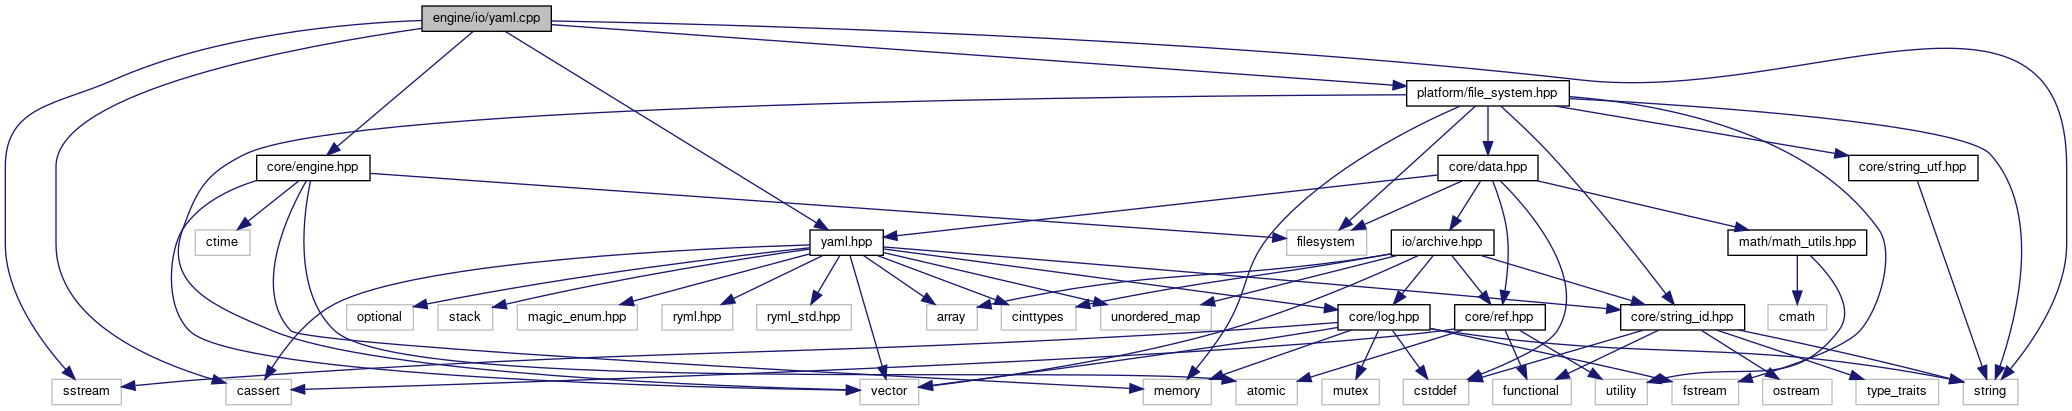 engine/io/yaml.cpp
platform/file_system.hpp
core/engine.hpp
core/data.hpp
core/string_utf.hpp
ctime
yaml.hpp
filesystem
io/archive.hpp
math/math_utils.hpp
optional
stack
magic_enum.hpp
ryml.hpp
ryml_std.hpp
array
cinttypes
unordered_map
core/log.hpp
core/ref.hpp
core/string_id.hpp
cmath
sstream
cassert
vector
memory
atomic
mutex
cstddef
functional
utility
fstream
ostream
type_traits
string